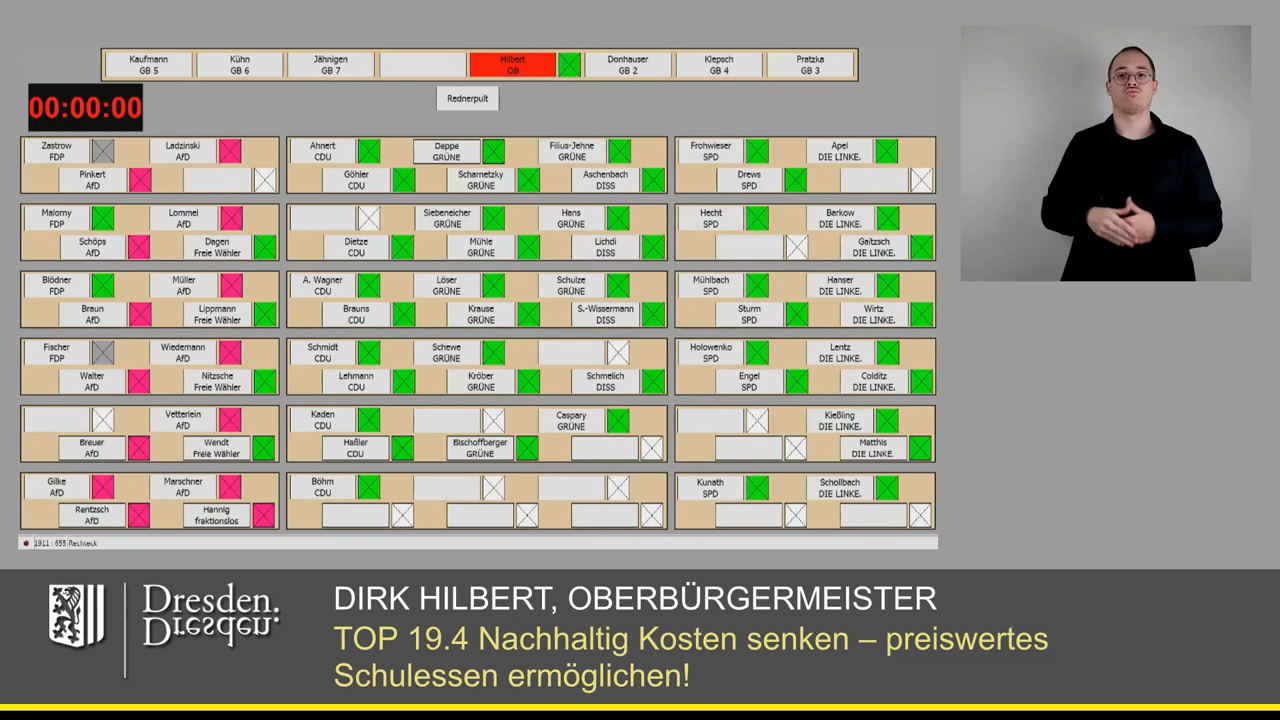 Kaufmann
GB 5
Kühn
GB 6
Jähnigen
GB 7
Hilbert
OB
Donhauser
GB 2
Klepsch
GB 4
Pratzka
GB 3
00:00:00
Rednerpult
Zastrow
FDP
Ladzinski
AfD
Pinkert
AfD
Malorny
FDP
Lommel
AfD
Schöps
AfD
Dagen
Freie Wähler
Blödner
FDP
Müller
AfD
Braun
AfD
Lippmann
Freie Wähler
Fischer
FDP
Wiedemann
AfD
Walter
AfD
Nitzsche
Freie Wähler
Vetterlein
AfD
Breuer
AfD
Wendt
Freie Wähler
Gilke
AfD
Marschner
AfD
Rentzsch
AfD
Hannig
fraktionslos
Ahnert
CDU
Deppe
GRÜNE
Filius-Jehne
GRÜNE
Göhler
CDU
Scharnetzky
GRÜNE
Aschenbach
DISS
Siebeneicher
GRÜNE
Hans
GRÜNE
Dietze
CDU
Mühle
GRÜNE
Lichdi
DISS
A. Wagner
CDU
Löser
GRÜNE
Schulze
GRÜNE
Brauns
CDU
Krause
GRÜNE
S.-Wissermann
DISS
Schmidt
CDU
Schewe
GRÜNE
Lehmann
CDU
Kröber
GRÜNE
Schmelich
DISS
Kaden
CDU
Caspary
GRÜNE
Haßler
CDU
Bischoffberger
GRÜNE
Böhm
CDU
Frohwieser
SPD
Apel
DIE LINKE.
Drews
SPD
Hecht
SPD
Barkow
DIE LINKE.
Gaitzsch
DIE LINKE.
Mühlbach
SPD
Hanser
DIE LINKE.
Sturm
SPD
Wirtz
DIE LINKE.
Holowenko
SPD
Lentz
DIE LINKE.
Engel
SPD
Colditz
DIE LINKE.
Kießling
DIE LINKE.
Matthis
DIE LINKE.
Kunath
SPD
Schollbach
DIE LINKE.
1911 : 655 Rechteck
Dresden.
Dresden.
DIRK HILBERT, OBERBÜRGERMEISTER
TOP 19.4 Nachhaltig Kosten senken – preiswertes
Schulessen ermöglichen!